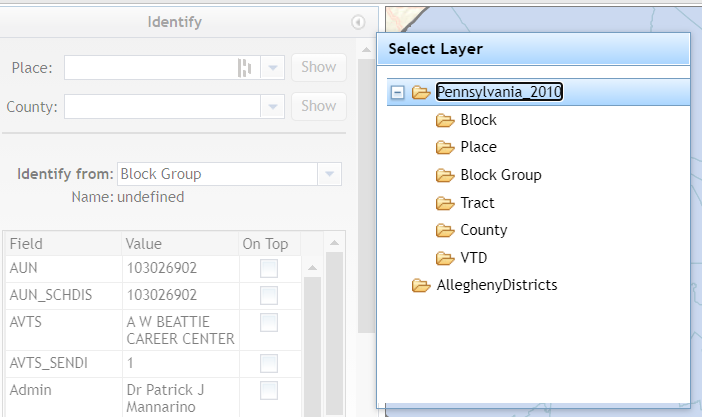 Identify
Place: Show
County: Show
Identify from: Block Group
Name: undefined
Field Value On Top
AUN 103026902
AUN_SCHDIS 103026902
AVTS A W BEATTIE
CAREER CENTER
AVTS_SENDI 1
Admin Dr Patrick J
Mannarino
Select Layer
Pennsylvania_2010
Block
Place
Block Group
Tract
County
VTD
AlleghenyDistricts